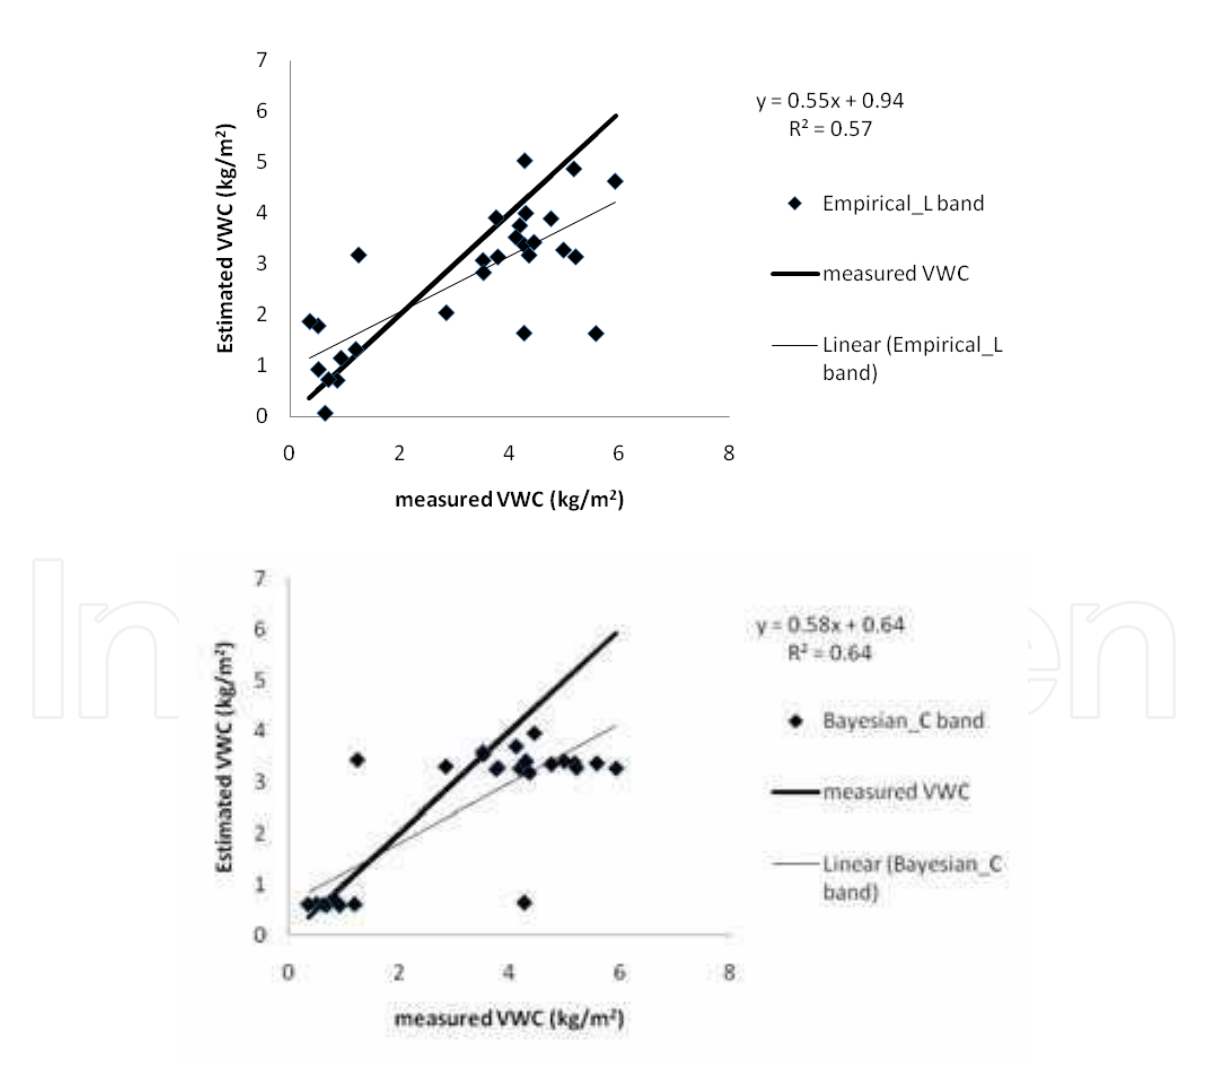 7
y = 0.55x + 0.94
R² = 0.57
6
5
4
3
2
1
0
Estimated VWC (kg/m²)
Empirical_L band
measured VWC
Linear (Empirical_L
band)
0 2 4 6 8
measured VWC (kg/m²)
7
y = 0.58x + 0.64
R² = 0.64
6
5
4
3
2
1
0
Estimated VWC (kg/m²)
Bayesian_C band
measured VWC
Linear (Bayesian_C
band)
0 2 4 6 8
measured VWC (kg/m²)